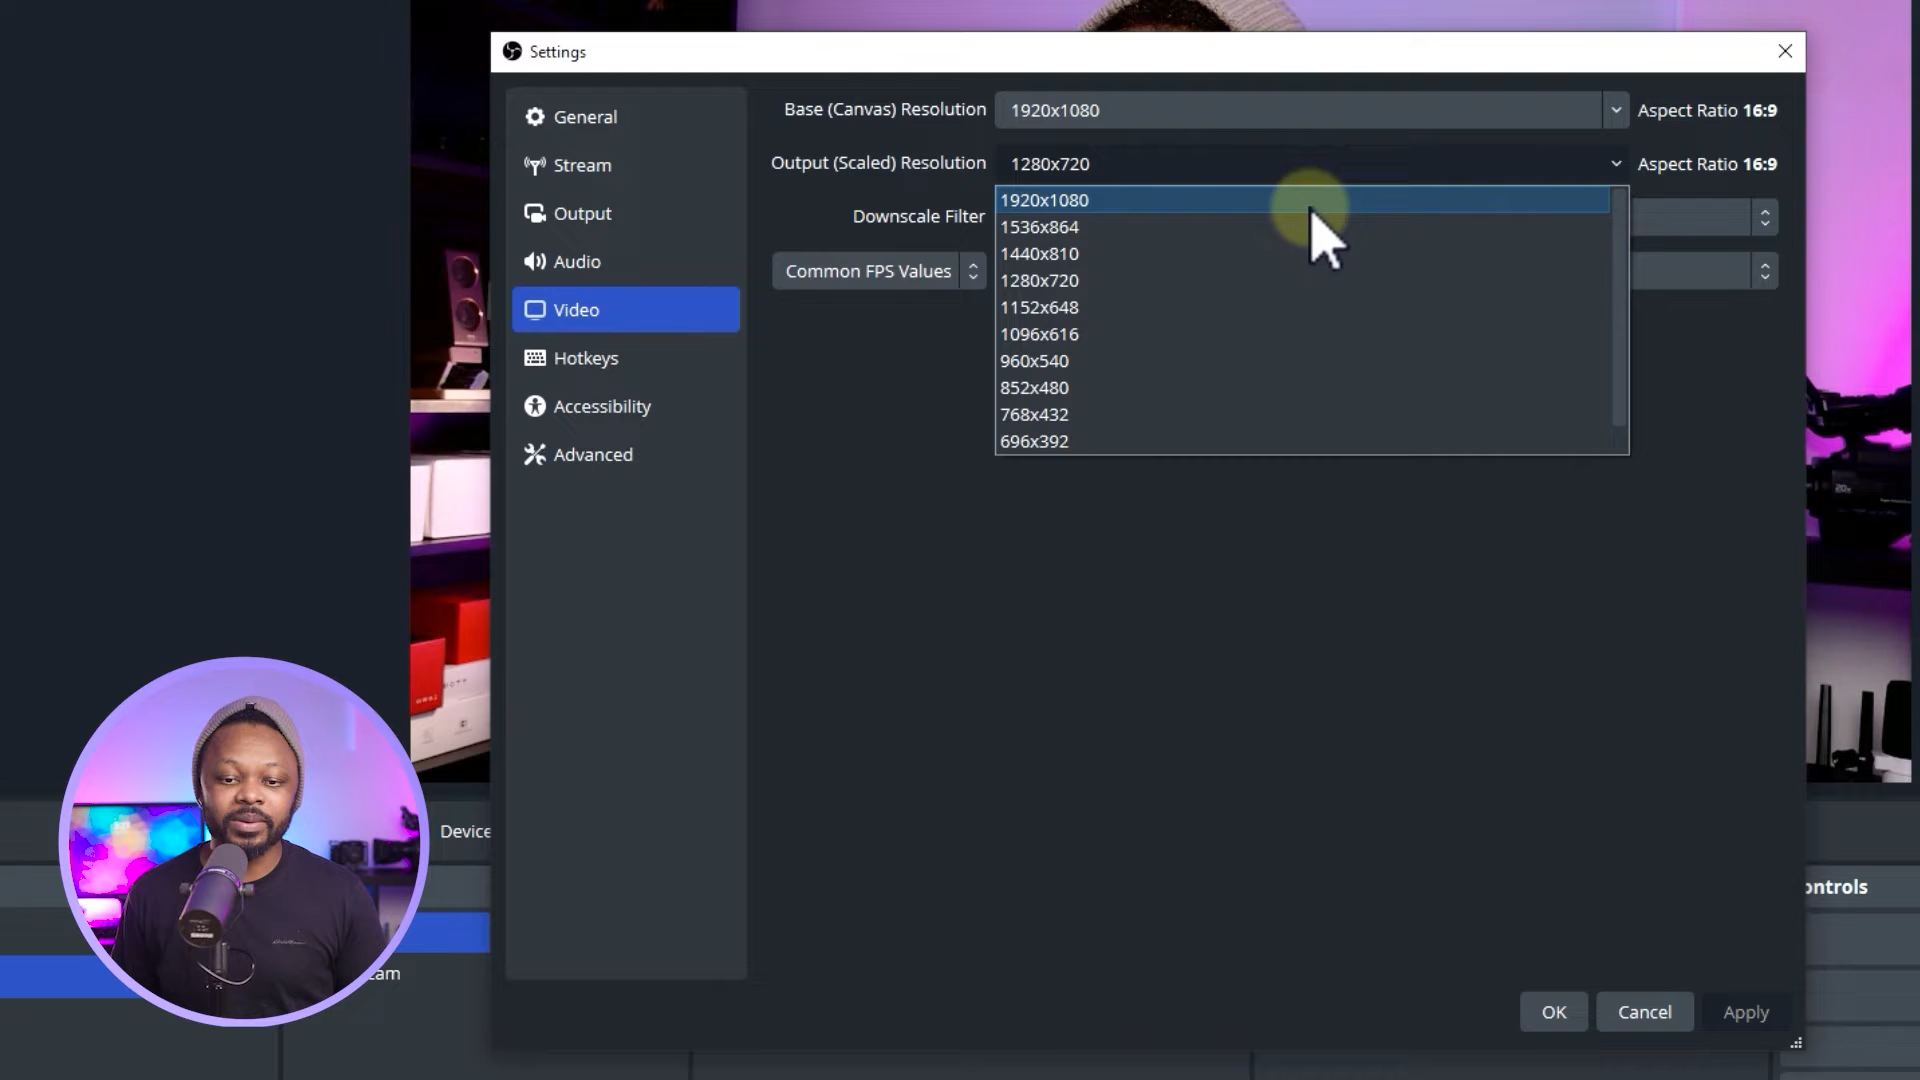 Settings
General
Stream
Output
Audio
Video
Hotkeys
Accessibility
Advanced
Base (Canvas) Resolution 1920x1080 Aspect Ratio 16:9
Output (Scaled) Resolution 1280x720 Aspect Ratio 16:9
Downscale Filter
Common FPS Values
1920x1080
1536x864
1440x810
1280x720
1152x648
1096x616
960x540
852x480
768x432
696x392
Device
ontrols
OK Cancel Apply